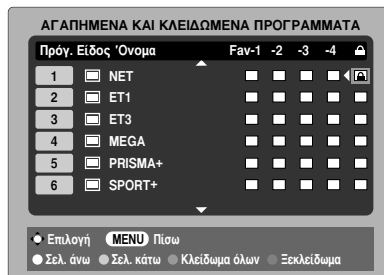 ΑΓΑΠΗΜΕΝΑ ΚΑΙ ΚΛΕΙΔΩΜΕΝΑ ΠΡΟΓΡΑΜΜΑΤΑ
Πρόγ. Είδος Όνομα Fav-1 -2 -3 -4
1 NET
2 ET1
3 ET3
4 MEGA
5 PRISMA+
6 SPORT+
Επιλογή MENU Πίσω
Σελ. άνω Σελ. κάτω Κλείδωμα όλων Ξεκλείδωμα